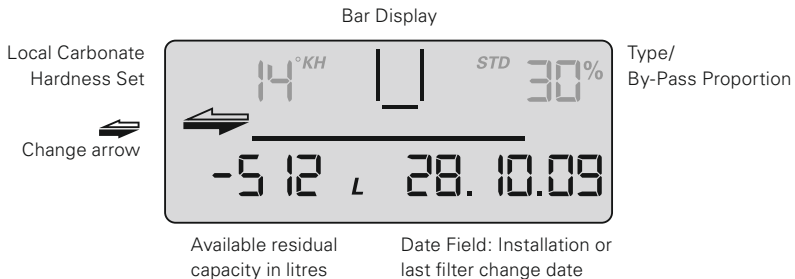 Bar Display
Local Carbonate
Hardness Set
Type/
By-Pass Proportion
14°KH STD 30%
Change arrow
-512 L 28.10.09
Available residual
capacity in litres
Date Field: Installation or
last filter change date